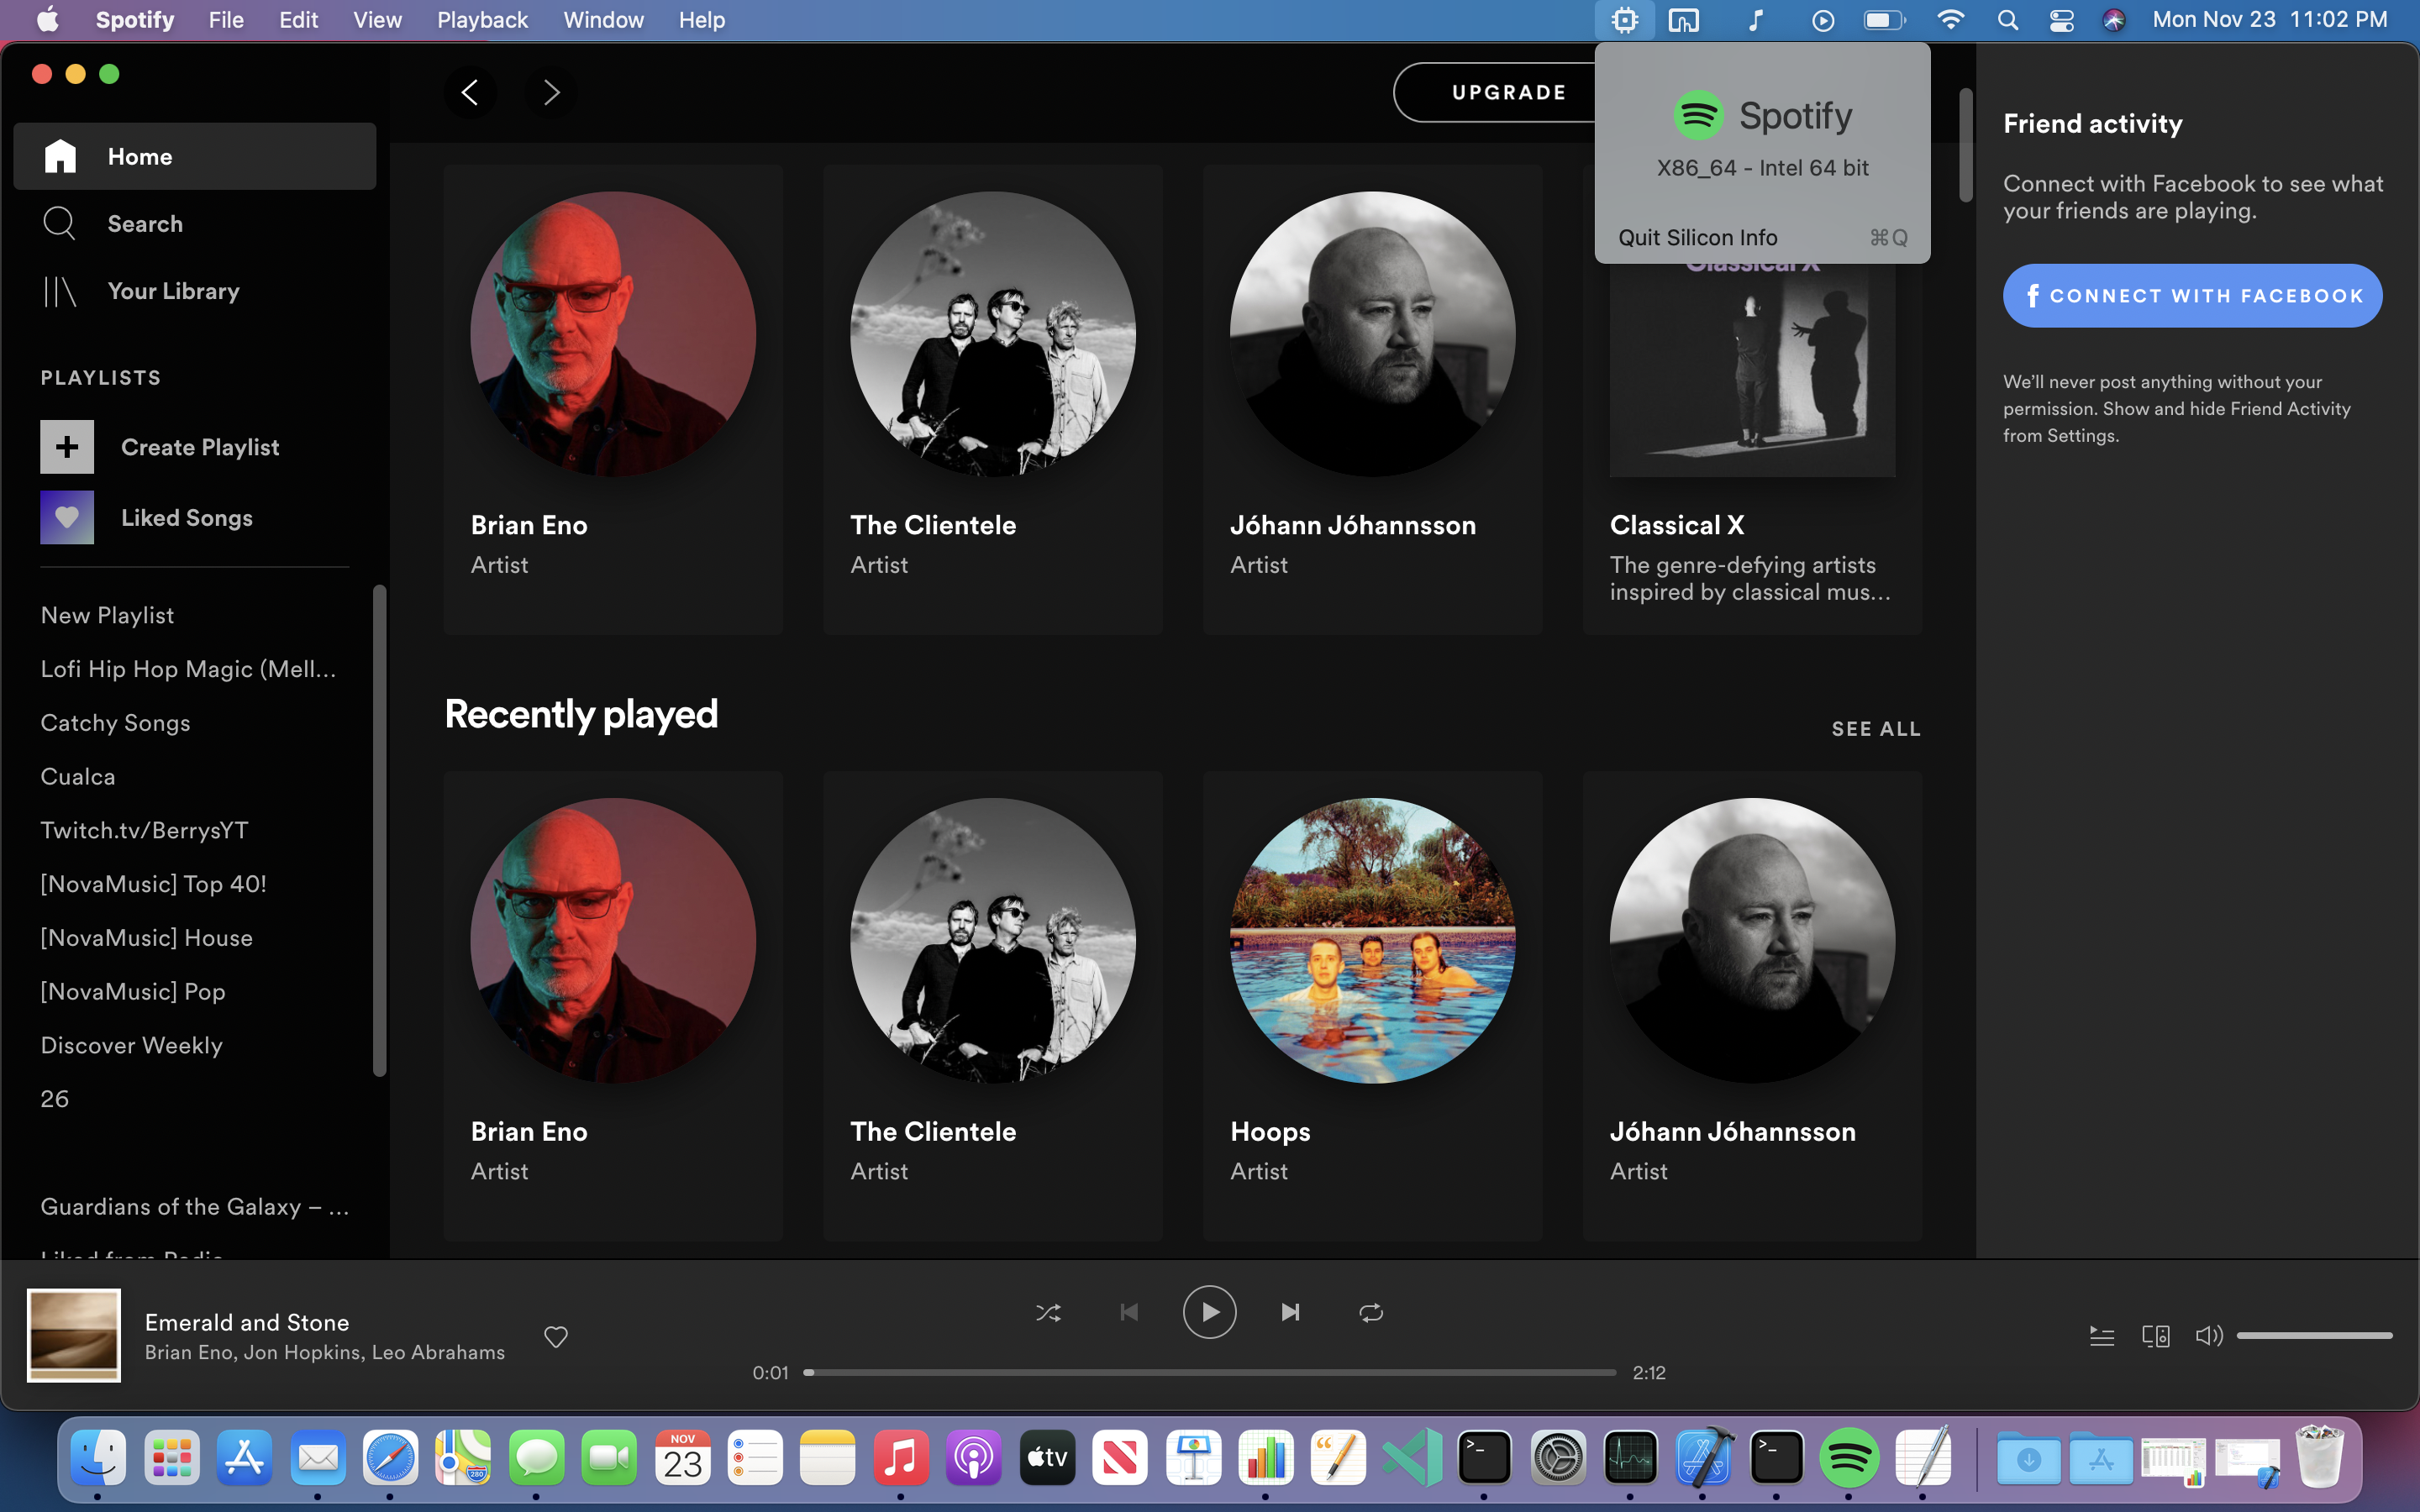 Spotify File Edit View Playback Window Help
Mon Nov 23 11:02 PM
UPGRADE
Spotify
X86_64 - Intel 64 bit
Quit Silicon Info ⌘Q
Home
Search
Your Library
PLAYLISTS
Create Playlist
Liked Songs
New Playlist
Lofi Hip Hop Magic (Mell...
Catchy Songs
Cualca
Twitch.tv/BerrysYT
[NovaMusic] Top 40!
[NovaMusic] House
[NovaMusic] Pop
Discover Weekly
26
Guardians of the Galaxy – ...
Liked from Radio
Classical X
Brian Eno
Artist
The Clientele
Artist
Jóhann Jóhannsson
Artist
Classical X
The genre-defying artists
inspired by classical mus...
Recently played
SEE ALL
Brian Eno
Artist
The Clientele
Artist
Hoops
Artist
Jóhann Jóhannsson
Artist
Friend activity
Connect with Facebook to see what
your friends are playing.
f CONNECT WITH FACEBOOK
We'll never post anything without your
permission. Show and hide Friend Activity
from Settings.
Emerald and Stone
Brian Eno, Jon Hopkins, Leo Abrahams
0:01
2:12
280
NOV
23
tv
>_
>_